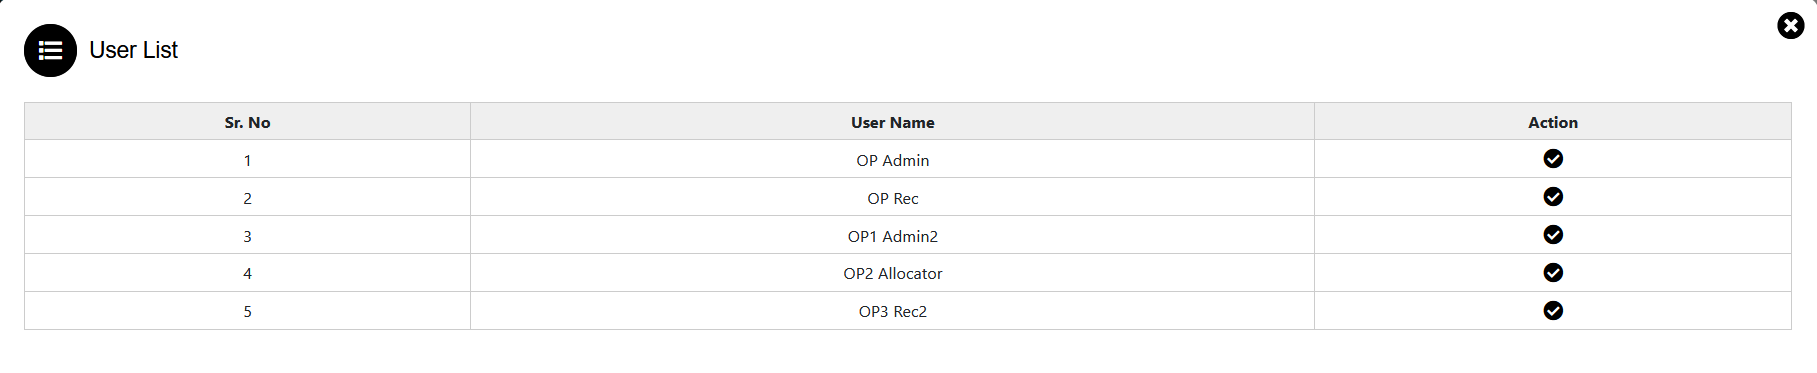 User List
Sr. No User Name Action
1 OP Admin
2 OP Rec
3 OP1 Admin2
4 OP2 Allocator
5 OP3 Rec2